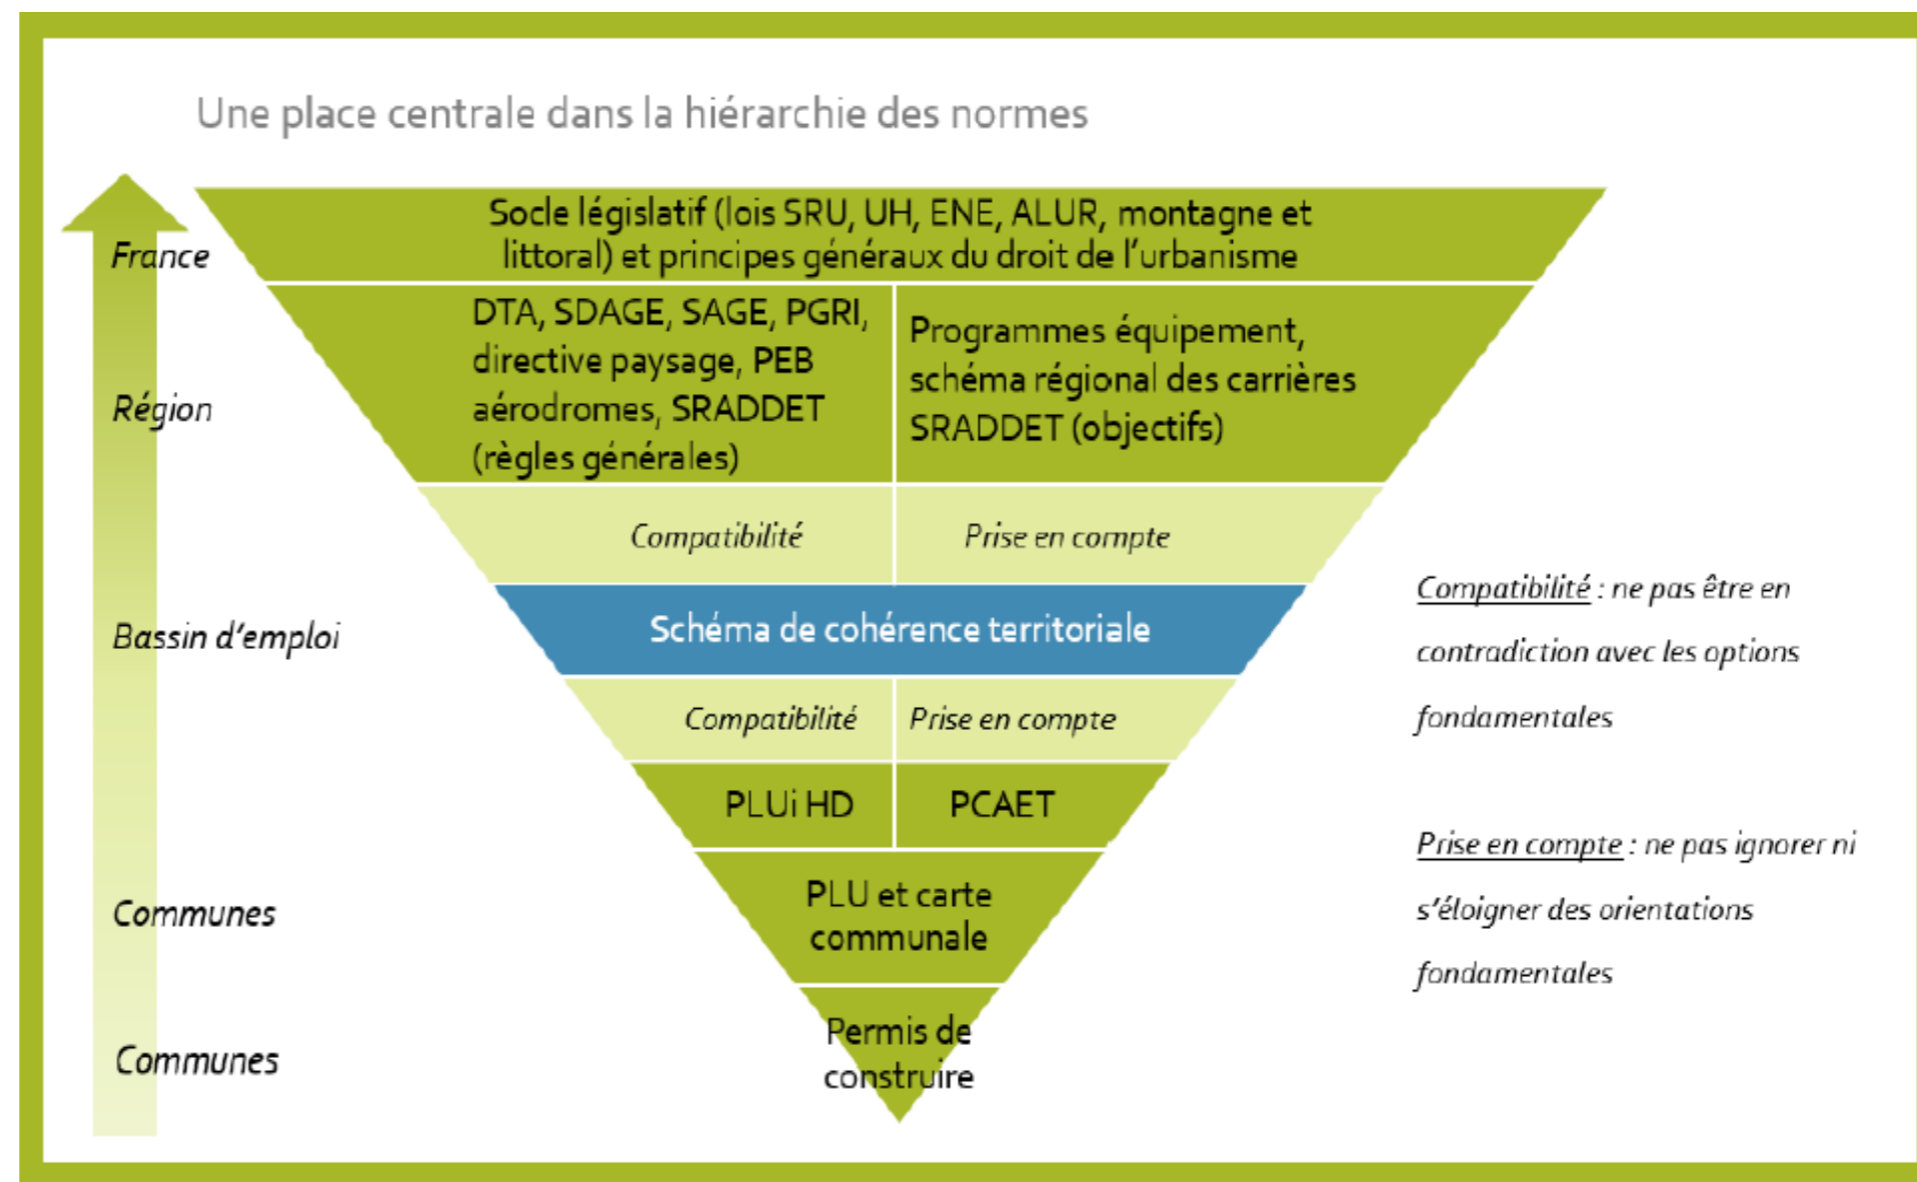 Une place centrale dans la hiérarchie des normes
France
Socle législatif (lois SRU, UH, ENE, ALUR, montagne et
littoral) et principes généraux du droit de l'urbanisme
Région
DTA, SDAGE, SAGE, PGRI,
directive paysage, PEB
aérodromes, SRADDET
(règles générales)
Programmes équipement,
schéma régional des carrières
SRADDET (objectifs)
Compatibilité
Prise en compte
Bassin d'emploi
Schéma de cohérence territoriale
Compatibilité
Prise en compte
PLUi HD
PCAET
Communes
PLU et carte
communale
Communes
Permis de
construire
Compatibilité : ne pas être en
contradiction avec les options
fondamentales
Prise en compte : ne pas ignorer ni
s'éloigner des orientations
fondamentales